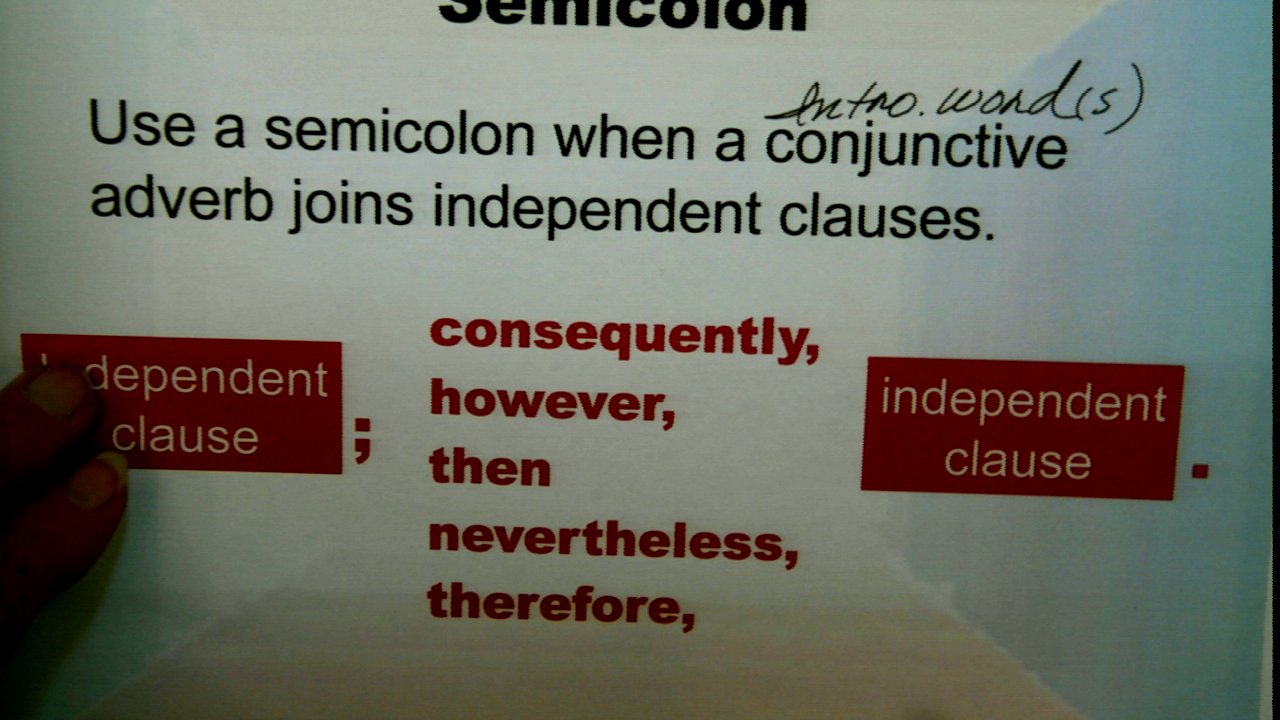 Semicolon
Intro. word(s)
Use a semicolon when a conjunctive
adverb joins independent clauses.
independent
clause
;
consequently,
however,
then
nevertheless,
therefore,
independent
clause
.